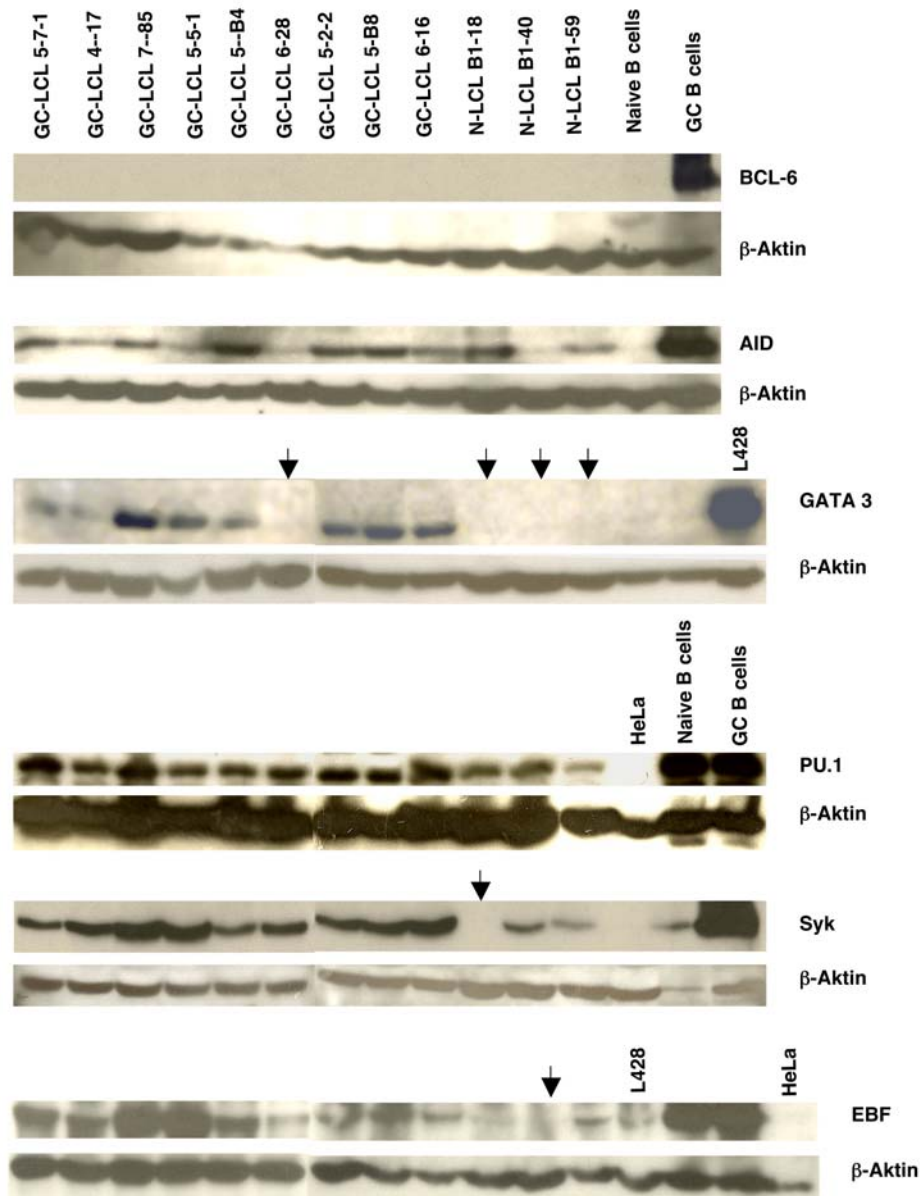 GC-LCL 5-7-1
GC-LCL 4--17
GC-LCL 7--85
GC-LCL 5-5-1
GC-LCL 5--B4
GC-LCL 6-28
GC-LCL 5-2-2
GC-LCL 5-B8
GC-LCL 6-16
N-LCL B1-18
N-LCL B1-40
N-LCL B1-59
Naive B cells
GC B cells
BCL-6
β-Aktin
AID
β-Aktin
L428
GATA 3
β-Aktin
HeLa
Naive B cells
GC B cells
PU.1
β-Aktin
Syk
β-Aktin
L428
HeLa
EBF
β-Aktin